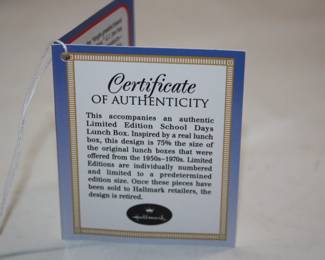 Certificate
OF AUTHENTICITY
This accompanies an authentic
Limited Edition School Days
Lunch Box. Inspired by a real lunch
box, this design is 75% the size of
the original lunch boxes that were
offered from the 1950s–1970s. Limited
Editions are individually numbered
and limited to a predetermined
edition size. Once these pieces have
been sold to Hallmark retailers, the
design is retired.
Hallmark